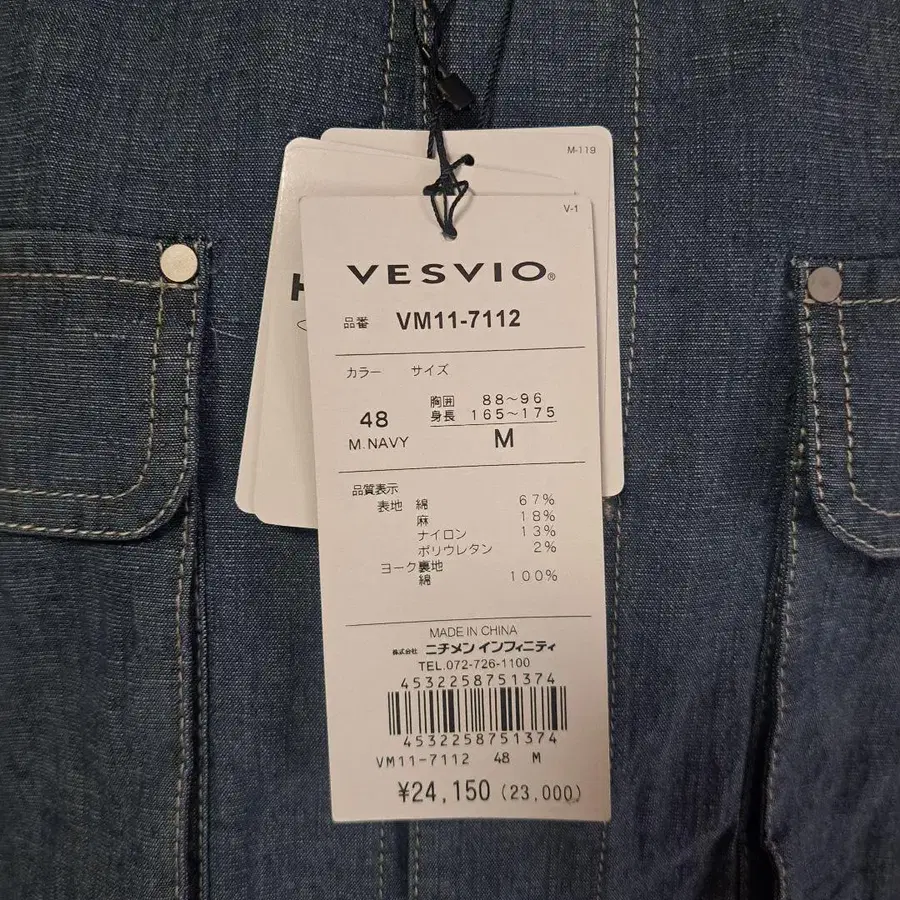 M-119
V-1
H
VESVIO®
品番 VM11-7112
カラー サイズ
48 胸囲 88~96
身長 165~175
M.NAVY M
品質表示
表地 綿 67%
麻 18%
ナイロン 13%
ポリウレタン 2%
ヨーク裏地
綿 100%
MADE IN CHINA
株式会社 ニチメン インフィニティ
TEL.072-726-1100
4532258751374
4532258751374
VM11-7112 48 M
¥24,150 (23,000)